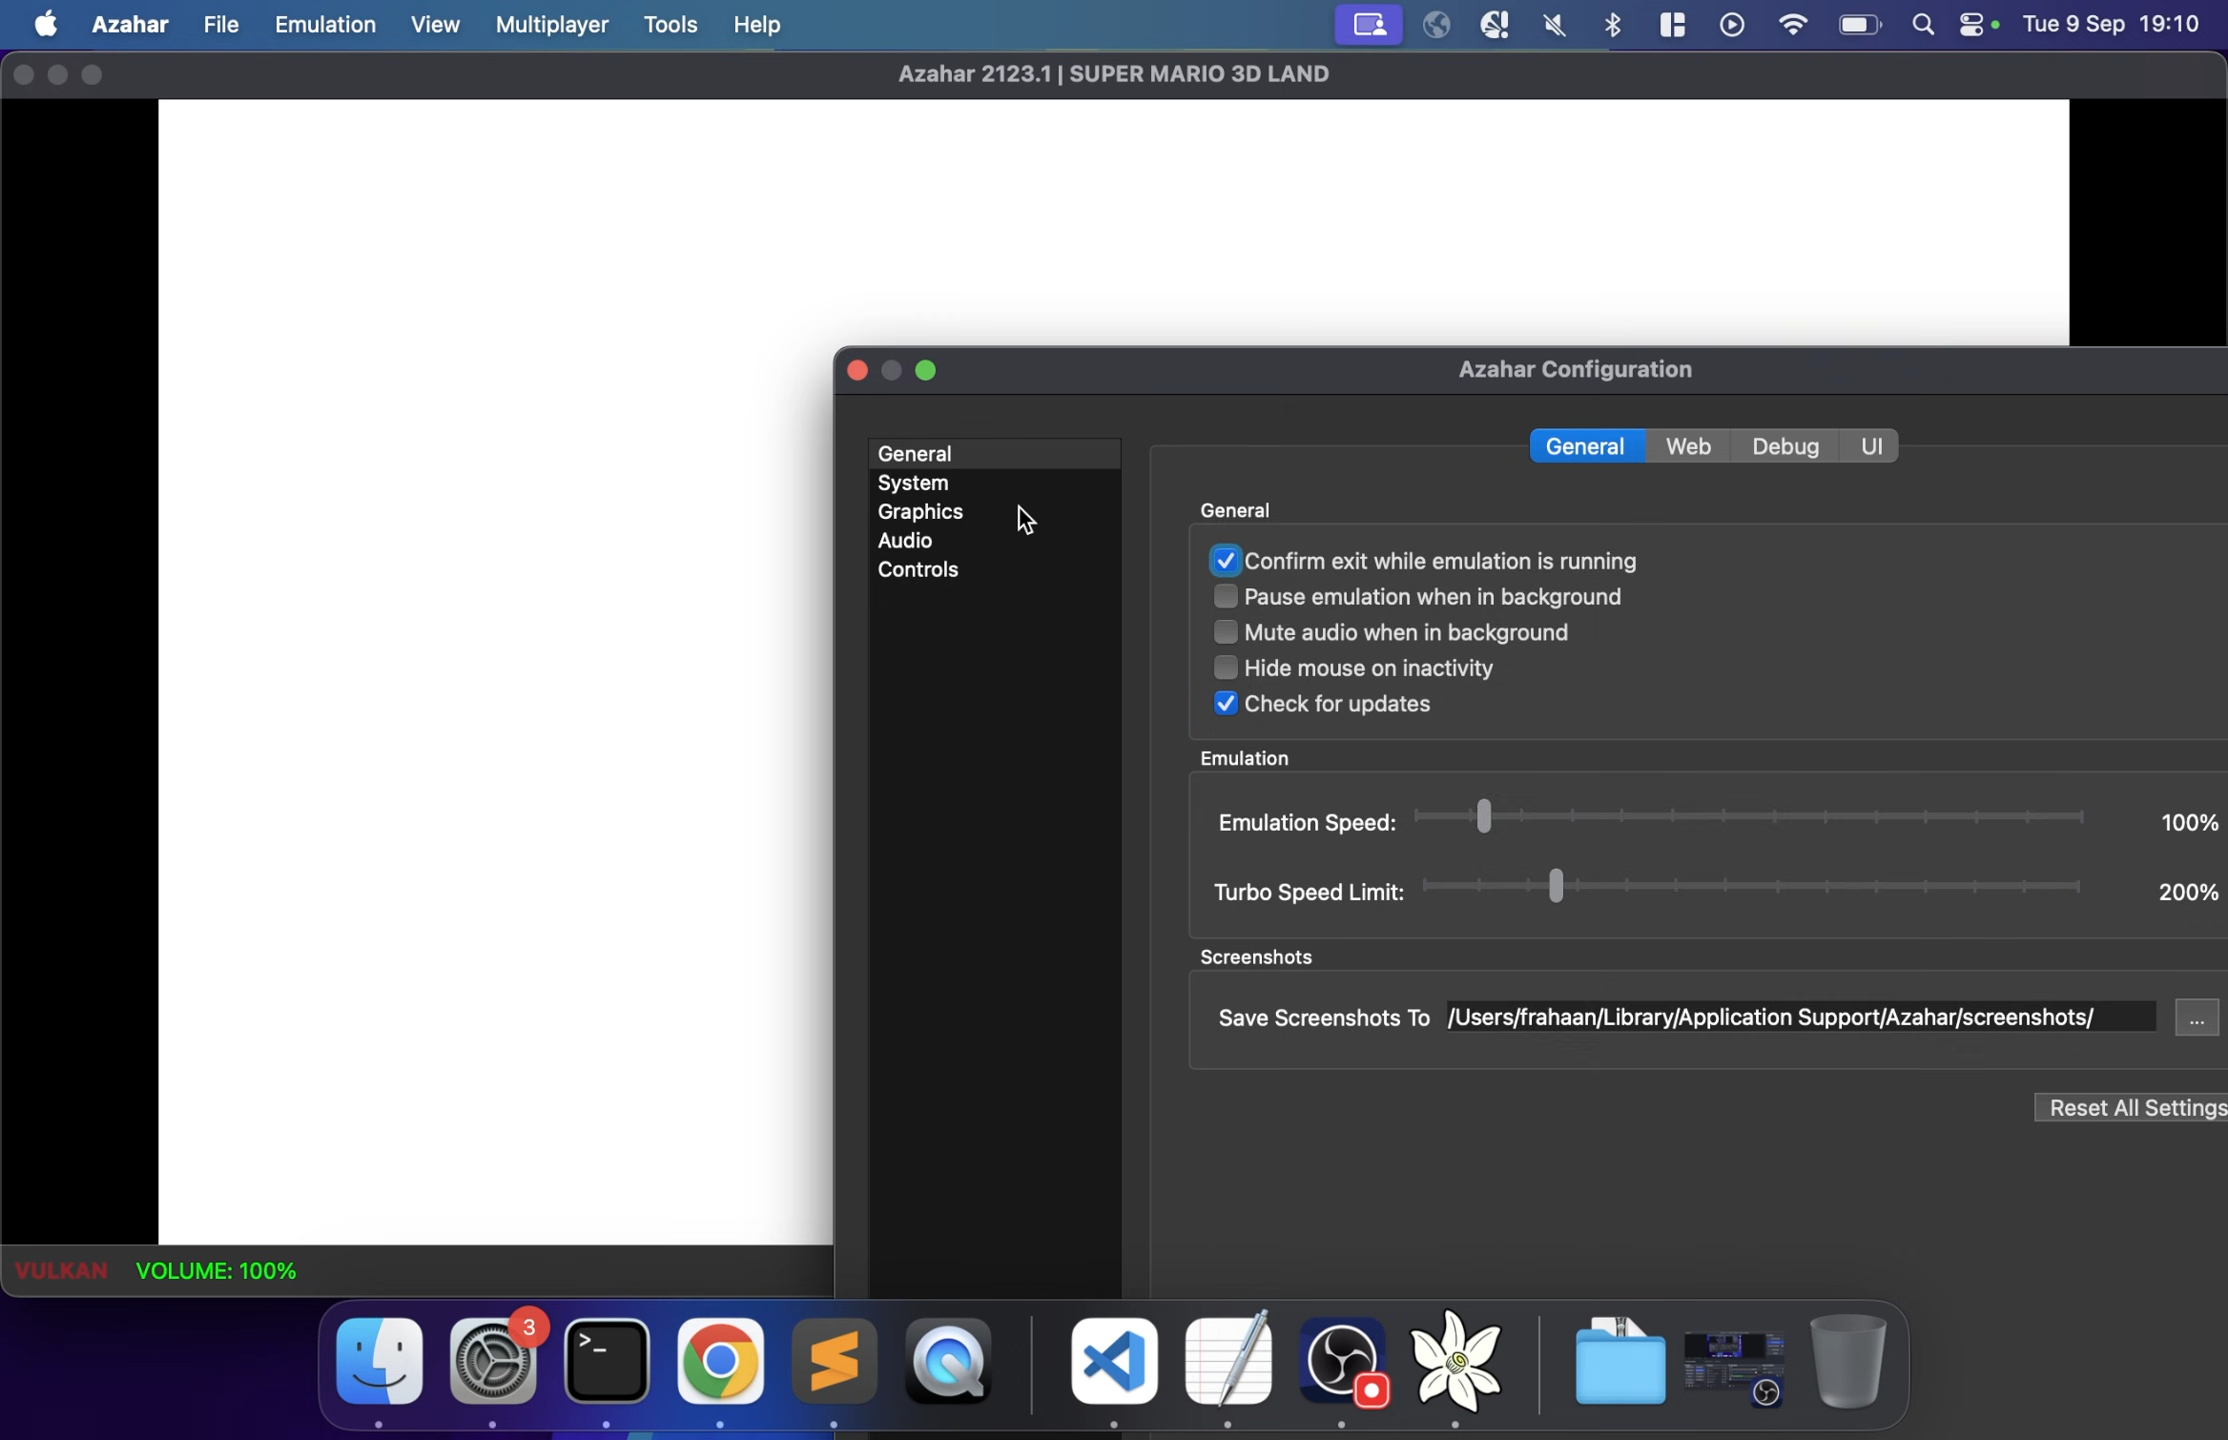 Azahar File Emulation View Multiplayer Tools Help Tue 9 Sep 19:10
Azahar 2123.1 | SUPER MARIO 3D LAND
Azahar Configuration
General
System
Graphics
Audio
Controls
General Web Debug UI
General
Confirm exit while emulation is running
Pause emulation when in background
Mute audio when in background
Hide mouse on inactivity
Check for updates
Emulation
Emulation Speed: 100%
Turbo Speed Limit: 200%
Screenshots
Save Screenshots To /Users/frahaan/Library/Application Support/Azahar/screenshots/ ...
Reset All Settings
VULKAN VOLUME: 100%
3